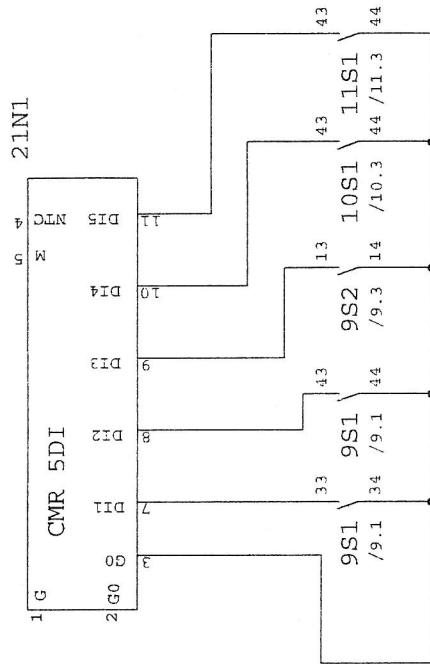 21N1
CMR 5DI
1 G
2 G0
4 NTC
5 M
G0 3
DI1 7
DI2 8
DI3 9
DI4 10
DI5 11
33 34
9S1
/9.1
43 44
9S1
/9.1
13 14
9S2
/9.3
43 44
10S1
/10.3
43 44
11S1
/11.3